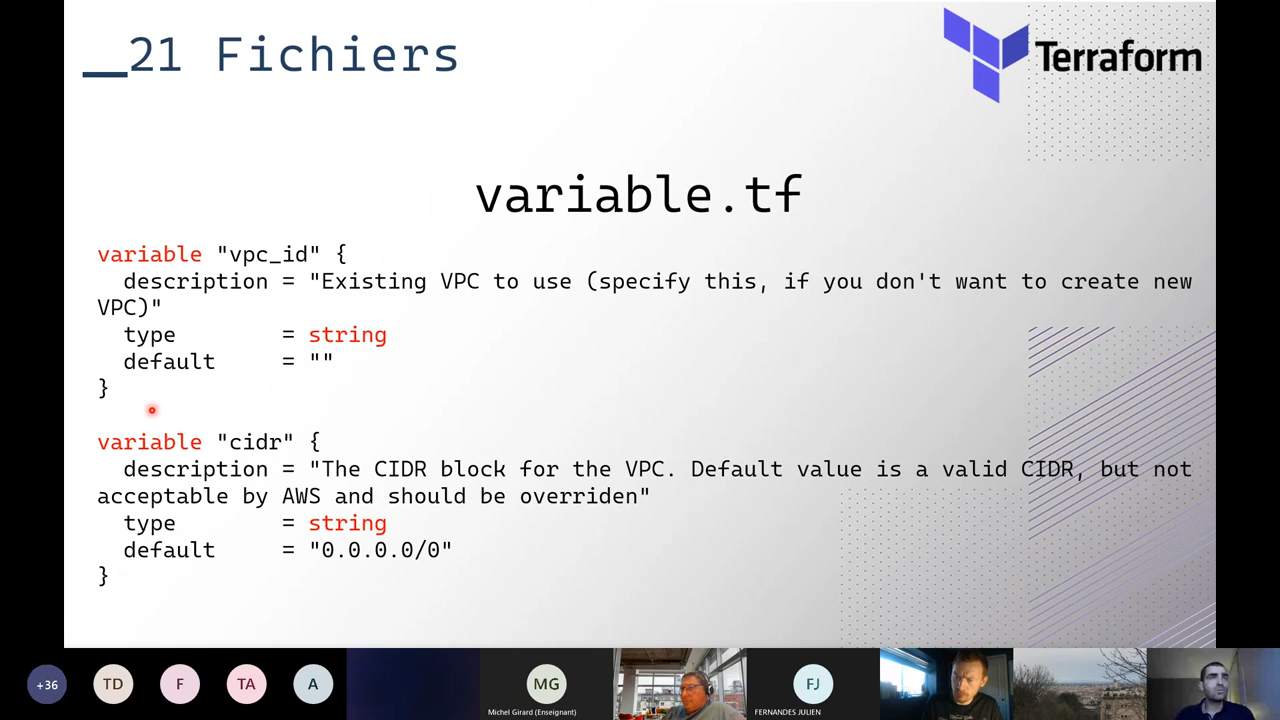 __21 Fichiers
Terraform
variable.tf
variable "vpc_id" {
description = "Existing VPC to use (specify this, if you don't want to create new
VPC)"
type = string
default = ""
}
variable "cidr" {
description = "The CIDR block for the VPC. Default value is a valid CIDR, but not
acceptable by AWS and should be overriden"
type = string
default = "0.0.0.0/0"
}
+36
TD
F
TA
A
MG
Michel Girard (Enseignant)
FJ
FERNANDES JULIEN